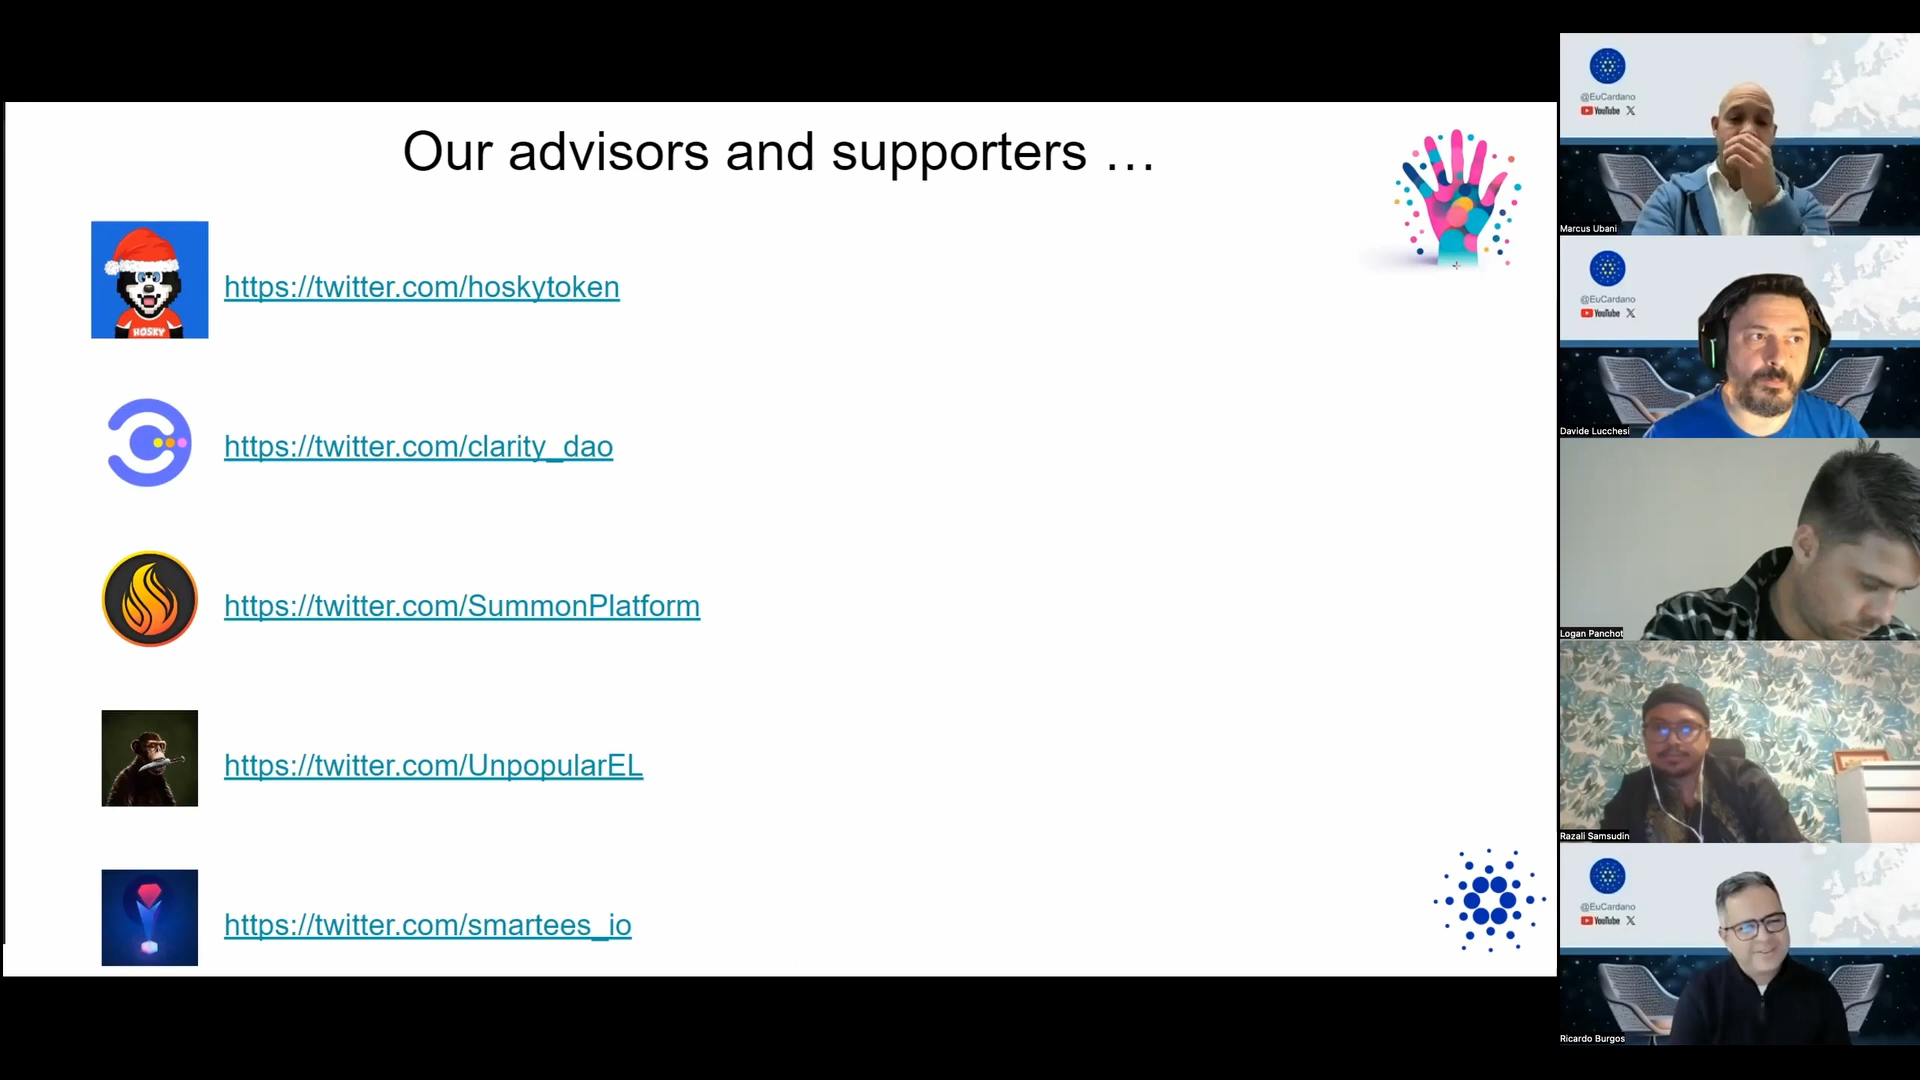 Our advisors and supporters …
HOSKY
https://twitter.com/hoskytoken
https://twitter.com/clarity_dao
https://twitter.com/SummonPlatform
https://twitter.com/UnpopularEL
https://twitter.com/smartees_io
@EuCardano
YouTube X
Marcus Ubani
@EuCardano
YouTube X
Davide Lucchesi
Logan Panchot
Razali Samsudin
@EuCardano
YouTube X
Ricardo Burgos